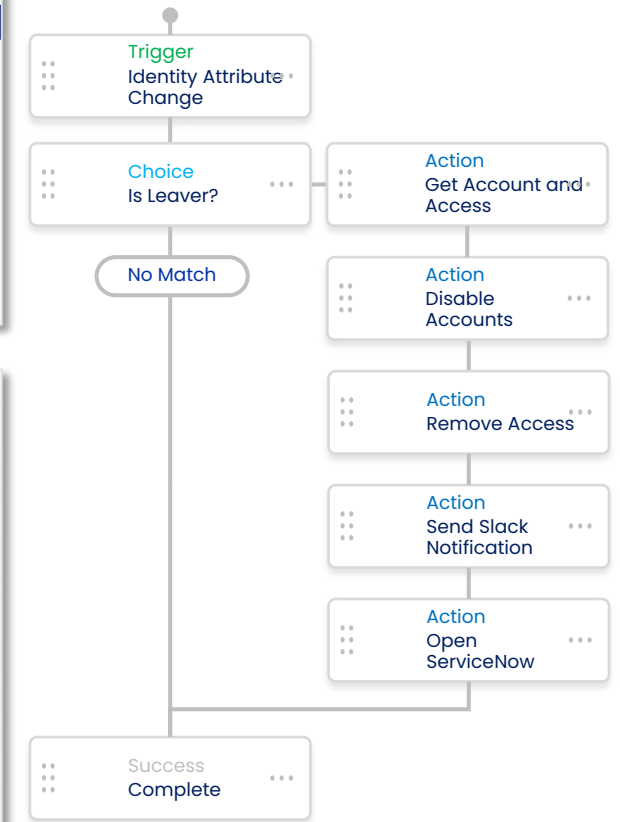 Trigger
Identity Attribute
Change
Choice
Is Leaver?
Action
Get Account and
Access
No Match
Action
Disable
Accounts
Action
Remove Access
Action
Send Slack
Notification
Action
Open
ServiceNow
Success
Complete